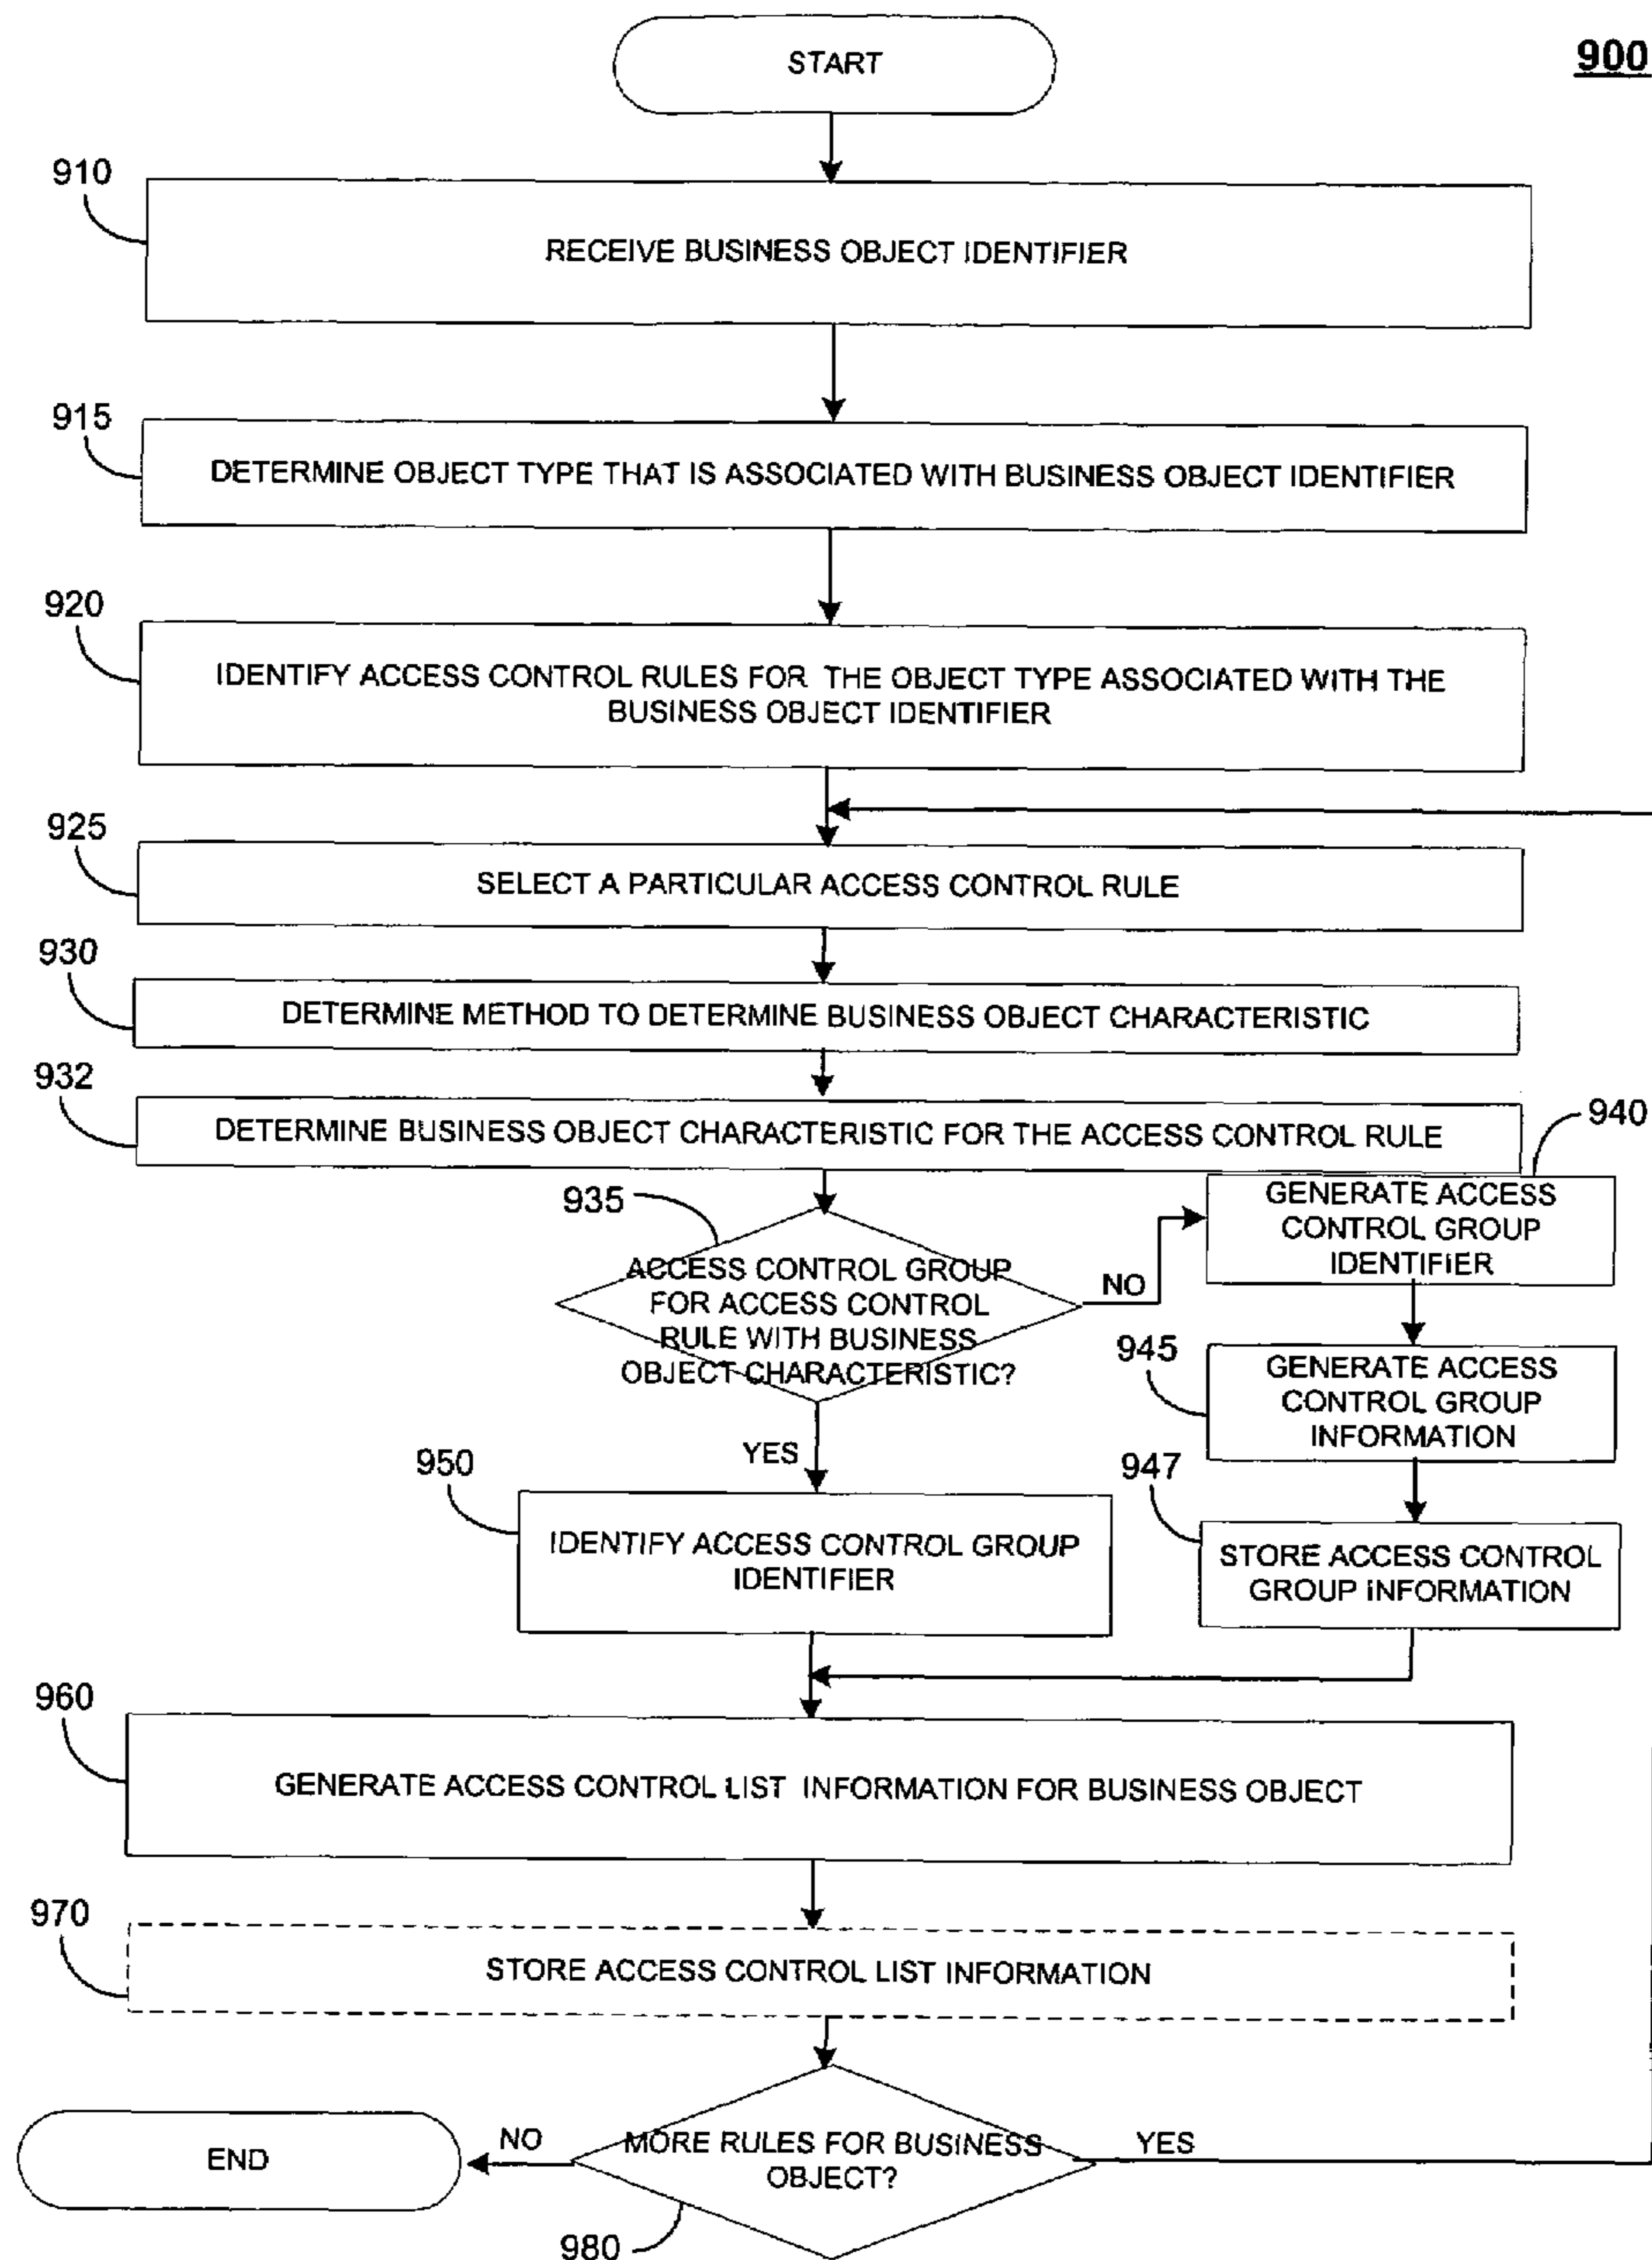 START
900
910
RECEIVE BUSINESS OBJECT IDENTIFIER
915
DETERMINE OBJECT TYPE THAT IS ASSOCIATED WITH BUSINESS OBJECT IDENTIFIER
920
IDENTIFY ACCESS CONTROL RULES FOR THE OBJECT TYPE ASSOCIATED WITH THE
BUSINESS OBJECT IDENTIFIER
925
SELECT A PARTICULAR ACCESS CONTROL RULE
930
DETERMINE METHOD TO DETERMINE BUSINESS OBJECT CHARACTERISTIC
932
DETERMINE BUSINESS OBJECT CHARACTERISTIC FOR THE ACCESS CONTROL RULE
935
ACCESS CONTROL GROUP
FOR ACCESS CONTROL
RULE WITH BUSINESS
OBJECT CHARACTERISTIC?
NO
940
GENERATE ACCESS
CONTROL GROUP
IDENTIFIER
945
GENERATE ACCESS
CONTROL GROUP
INFORMATION
947
STORE ACCESS CONTROL
GROUP INFORMATION
YES
950
IDENTIFY ACCESS CONTROL GROUP
IDENTIFIER
960
GENERATE ACCESS CONTROL LIST INFORMATION FOR BUSINESS OBJECT
970
STORE ACCESS CONTROL LIST INFORMATION
END
NO
MORE RULES FOR BUSINESS
OBJECT?
YES
980